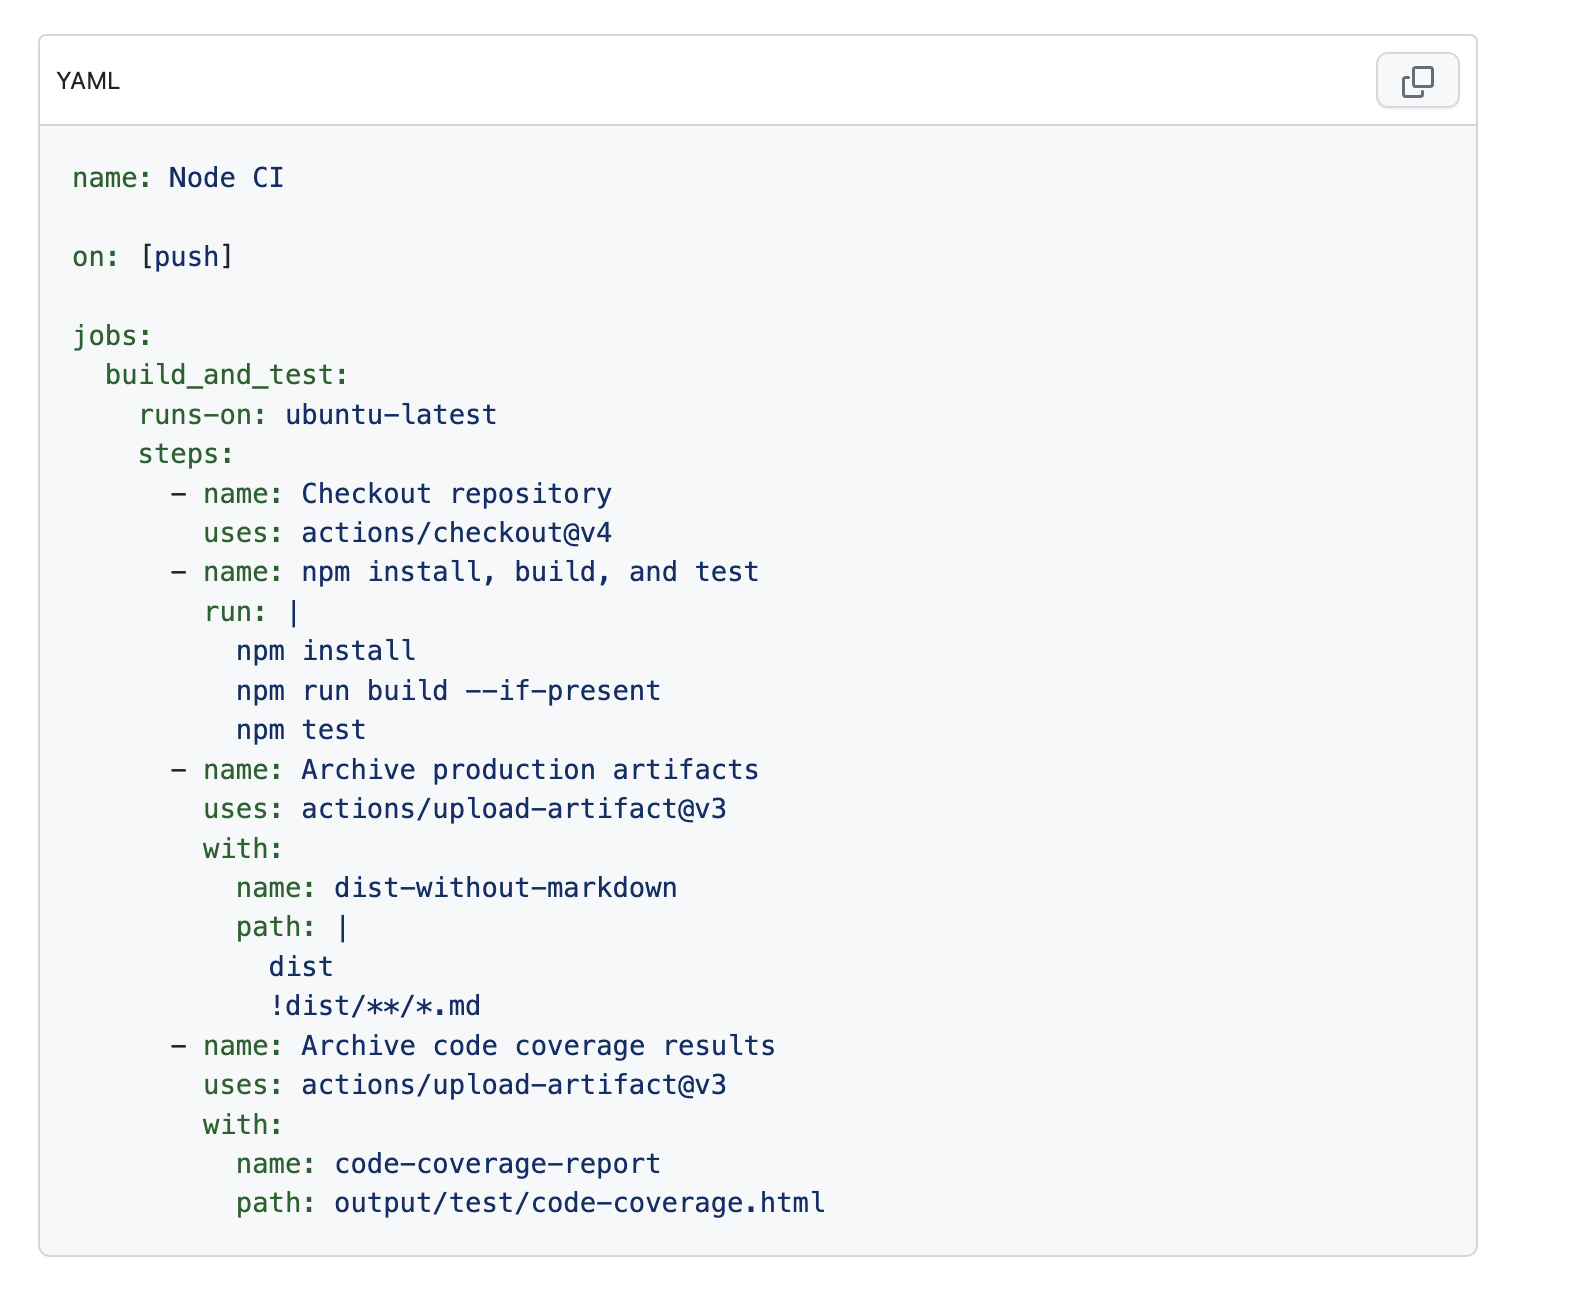 YAML
name: Node CI
on: [push]
jobs:
  build_and_test:
    runs-on: ubuntu-latest
    steps:
      - name: Checkout repository
        uses: actions/checkout@v4
      - name: npm install, build, and test
        run: |
          npm install
          npm run build --if-present
          npm test
      - name: Archive production artifacts
        uses: actions/upload-artifact@v3
        with:
          name: dist-without-markdown
          path: |
            dist
            !dist/**/*.md
      - name: Archive code coverage results
        uses: actions/upload-artifact@v3
        with:
          name: code-coverage-report
          path: output/test/code-coverage.html